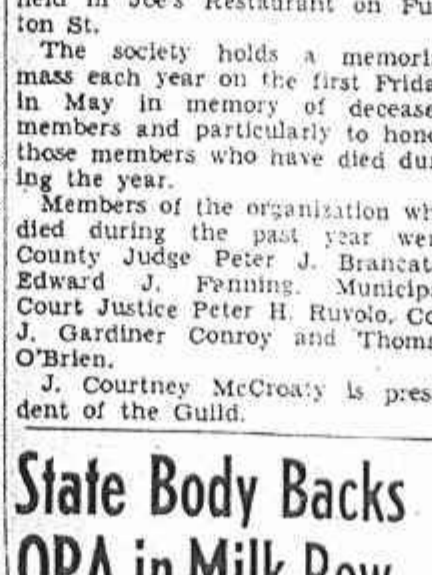 held in Joe's Restaurant on Ful
ton St.
The society holds a memori
mass each year on the first Frida
in May in memory of decease
members and particularly to hono
those members who have died dur
ing the year.
Members of the organization wh
died during the past year wer
County Judge Peter J. Brancat
Edward J. Fanning, Municip
Court Justice Peter H. Ruvolo, Co
J. Gardiner Conroy and Thoma
O'Brien.
J. Courtney McCroaty is pres
dent of the Guild.
State Body Backs
OPA in Milk Row